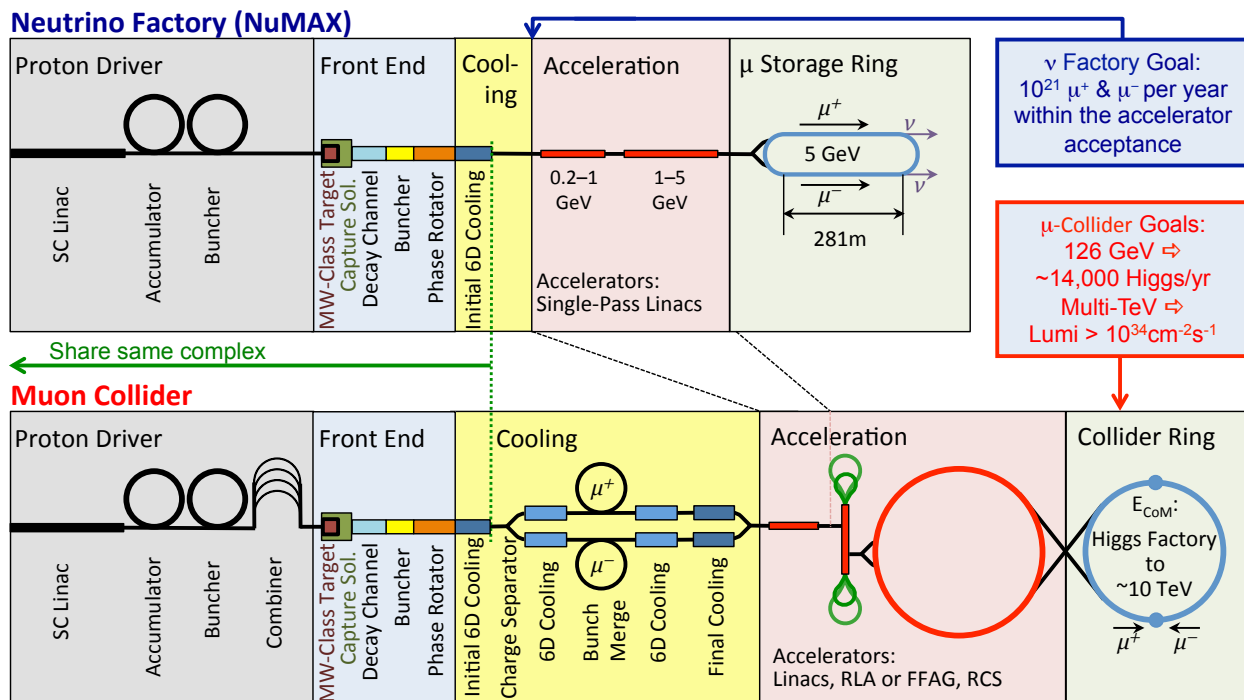 Neutrino Factory (NuMAX)
Proton Driver
Front End
Cool-
ing
Acceleration
μ Storage Ring
ν Factory Goal:
10²¹ μ⁺ & μ⁻ per year
within the accelerator
acceptance
SC Linac
Accumulator
Buncher
MW-Class Target
Capture Sol.
Decay Channel
Buncher
Phase Rotator
Initial 6D Cooling
0.2–1
GeV
1–5
GeV
Accelerators:
Single-Pass Linacs
μ⁺
ν
5 GeV
μ⁻
ν
281m
μ-Collider Goals:
126 GeV ⇨
~14,000 Higgs/yr
Multi-TeV ⇨
Lumi > 10³⁴cm⁻²s⁻¹
Share same complex
Muon Collider
Proton Driver
Front End
Cooling
Acceleration
Collider Ring
SC Linac
Accumulator
Buncher
Combiner
MW-Class Target
Capture Sol.
Decay Channel
Buncher
Phase Rotator
Initial 6D Cooling
Charge Separator
6D Cooling
μ⁺
μ⁻
Bunch
Merge
6D Cooling
Final Cooling
Accelerators:
Linacs, RLA or FFAG, RCS
E_CoM:
Higgs Factory
to
~10 TeV
μ⁺ μ⁻